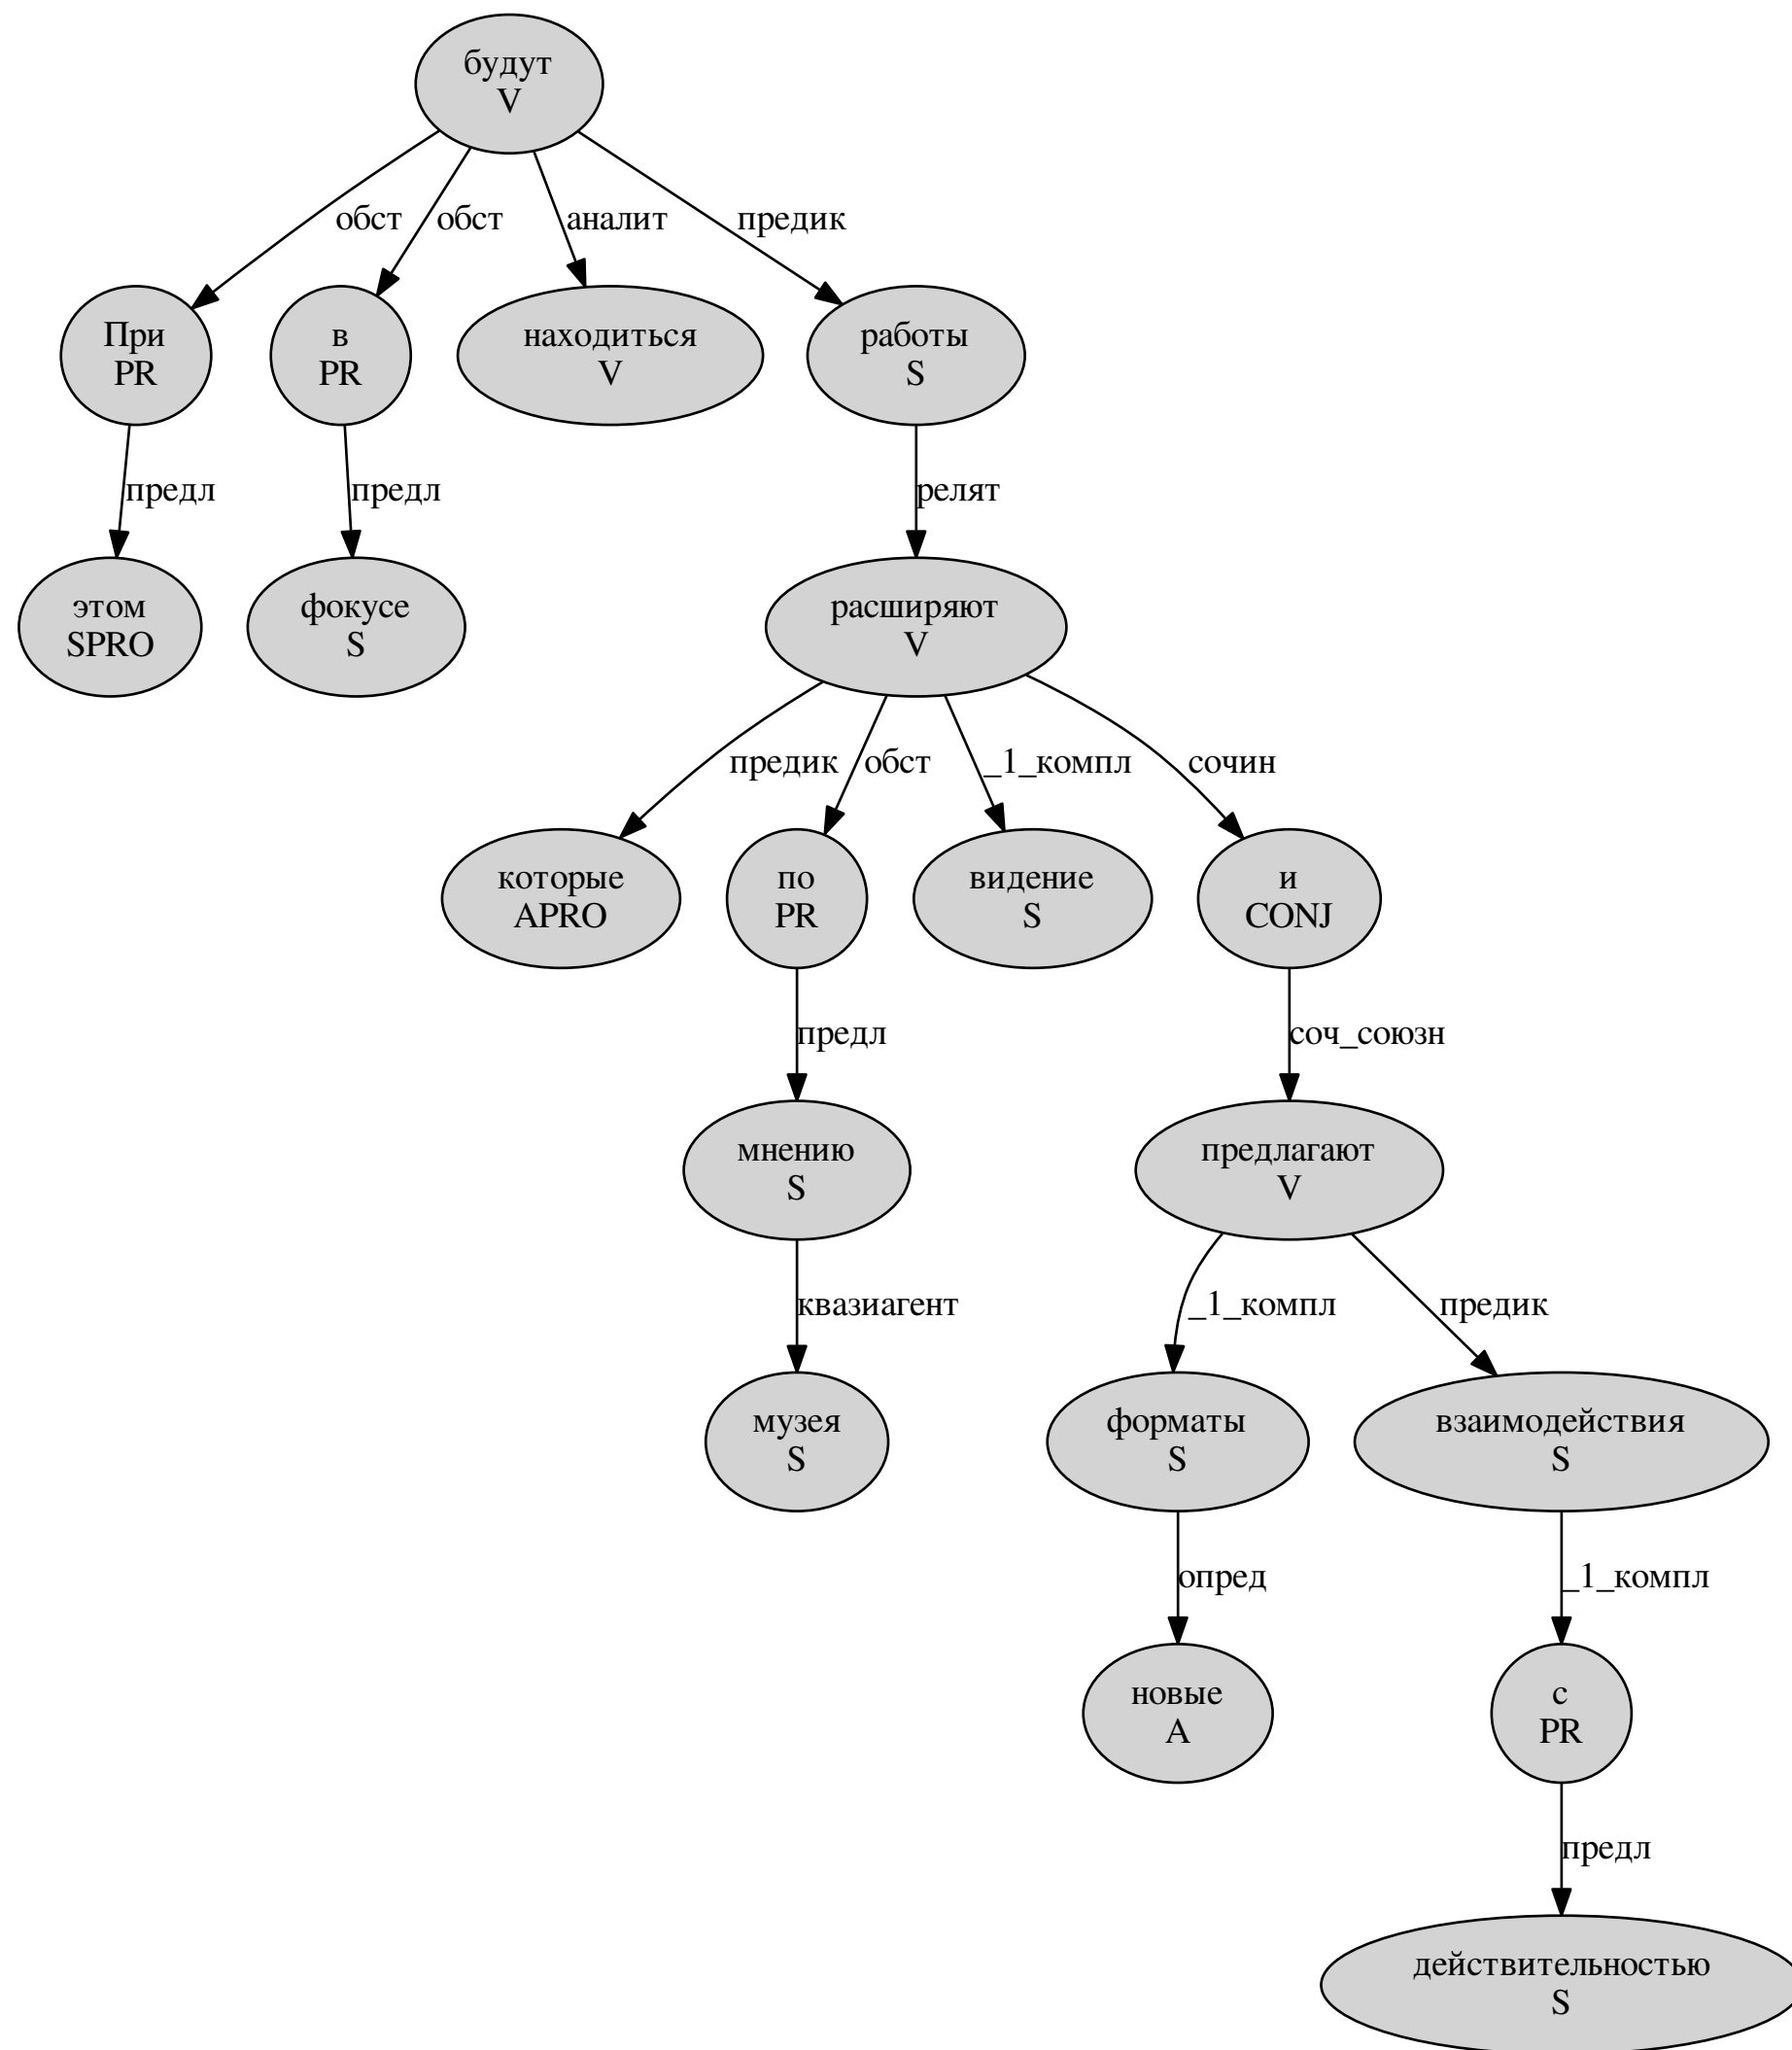 будут
V
обст
обст
аналит
предик
При
PR
в
PR
находиться
V
работы
S
предл
предл
релят
этом
SPRO
фокусе
S
расширяют
V
предик
обст
_1_компл
сочин
которые
APRO
по
PR
видение
S
и
CONJ
предл
соч_союзн
мнению
S
предлагают
V
квазиагент
_1_компл
предик
музея
S
форматы
S
взаимодействия
S
опред
_1_компл
новые
A
с
PR
предл
действительностью
S